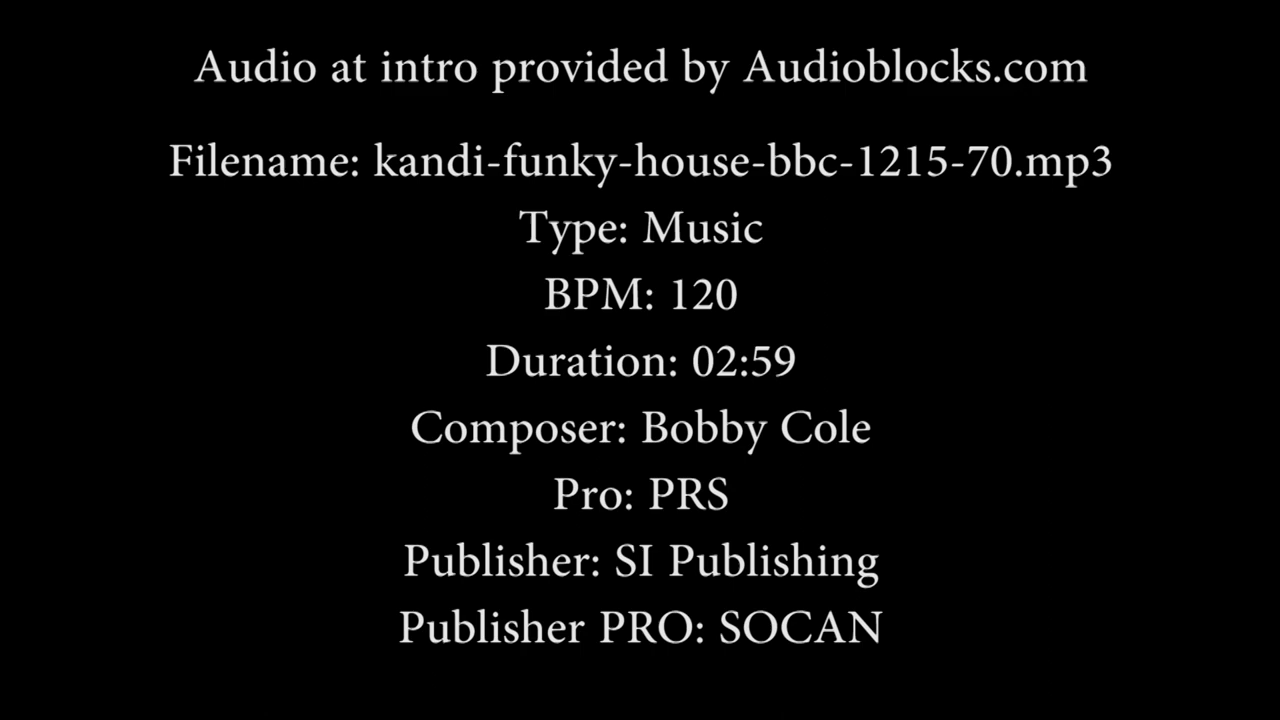 Audio at intro provided by Audioblocks.com
Filename: kandi-funky-house-bbc-1215-70.mp3
Type: Music
BPM: 120
Duration: 02:59
Composer: Bobby Cole
Pro: PRS
Publisher: SI Publishing
Publisher PRO: SOCAN